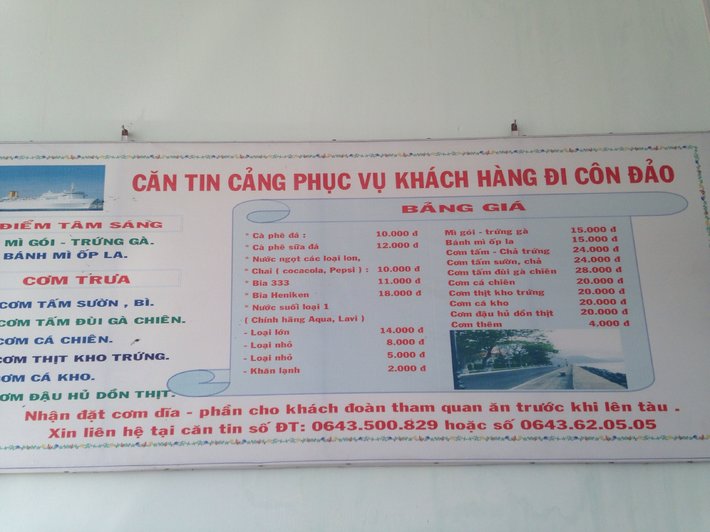 CĂN TIN CẢNG PHỤC VỤ KHÁCH HÀNG ĐI CÔN ĐẢO
ĐIỂM TÂM SÁNG
MÌ GÓI - TRỨNG GÀ.
BÁNH MÌ ỐP LA.
CƠM TRƯA
CƠM TẤM SƯỜN , BÌ.
CƠM TẤM ĐÙI GÀ CHIÊN.
CƠM CÁ CHIÊN.
CƠM THỊT KHO TRỨNG.
CƠM CÁ KHO.
CƠM ĐẬU HỦ DỒN THỊT.
BẢNG GIÁ
* Cà phê đá : 10.000 đ
* Cà phê sữa đá 12.000 đ
* Nước ngọt các loại lon,
* Chai ( cocacola, Pepsi ) : 10.000 đ
* Bia 333 11.000 đ
* Bia Heniken 18.000 đ
* Nước suối loại 1
( Chính hãng Aqua, Lavi )
- Loại lớn 14.000 đ
- Loại nhỏ 8.000 đ
- Loại nhỏ 5.000 đ
- Khăn lạnh 2.000 đ
Mì gói - trứng gà 15.000 đ
Bánh mì ốp la 15.000 đ
Cơm tấm - Chả trứng 24.000 đ
Cơm tấm sườn, chả 24.000 đ
Cơm tấm đùi gà chiên 28.000 đ
Cơm cá chiên 20.000 đ
Cơm thịt kho trứng 20.000 đ
Cơm cá kho 20.000 đ
Cơm đậu hủ dồn thịt 20.000 đ
Cơm thêm 4.000 đ
Nhận đặt cơm dĩa - phần cho khách đoàn tham quan ăn trước khi lên tàu .
Xin liên hệ tại căn tin số ĐT: 0643.500.829 hoặc số 0643.62.05.05